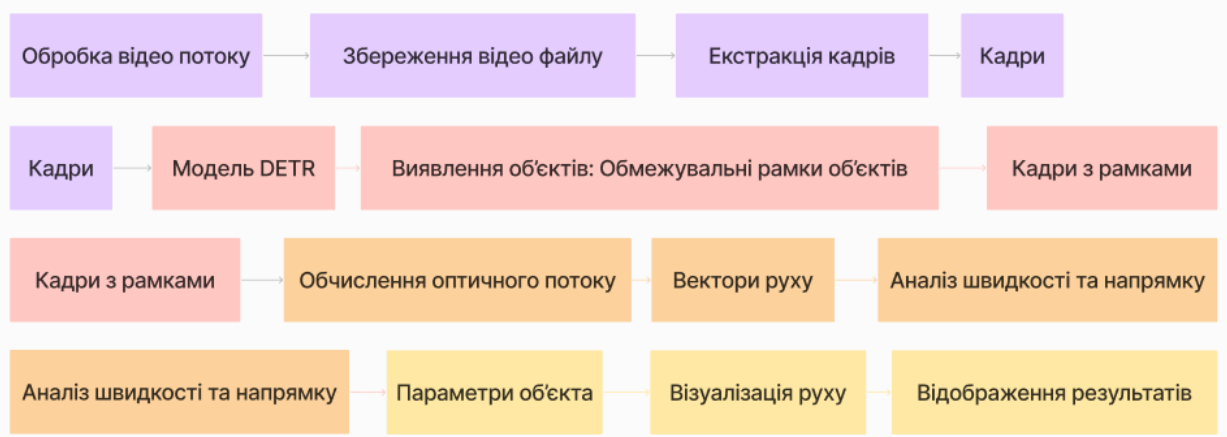 Обробка відео потоку
Збереження відео файлу
Екстракція кадрів
Кадри
Кадри
Модель DETR
Виявлення об'єктів: Обмежувальні рамки об'єктів
Кадри з рамками
Кадри з рамками
Обчислення оптичного потоку
Вектори руху
Аналіз швидкості та напрямку
Аналіз швидкості та напрямку
Параметри об'єкта
Візуалізація руху
Відображення результатів